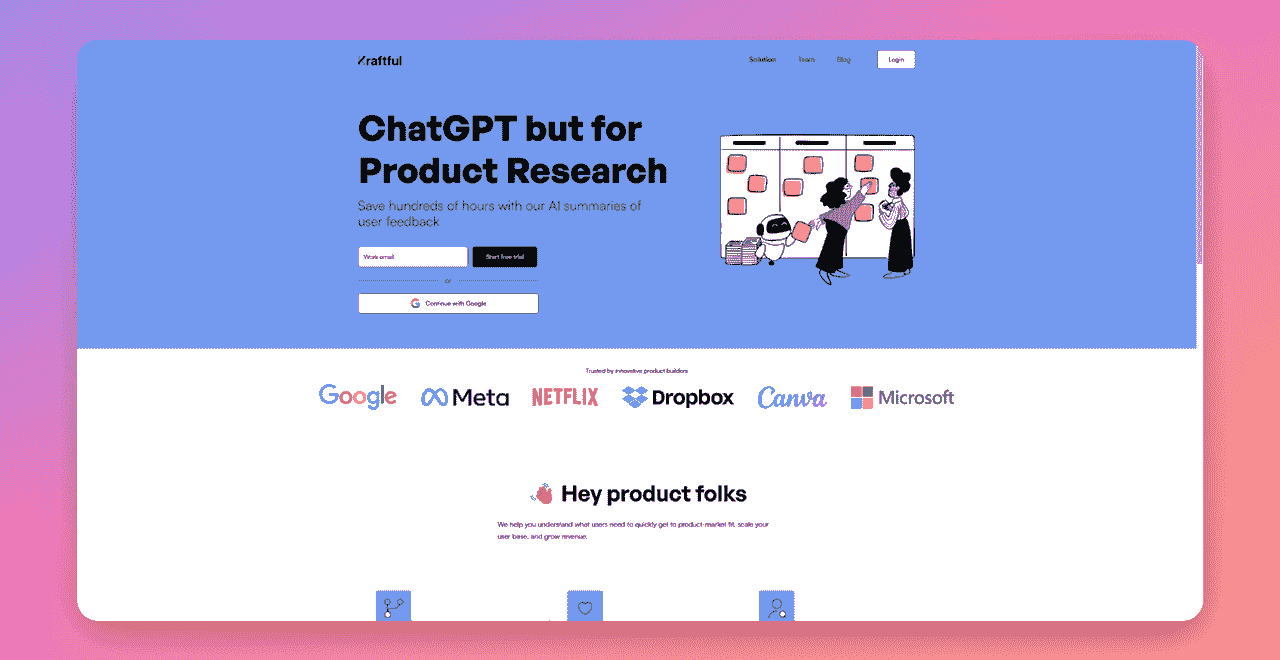 Kraftful
Solution Team Blog Login
ChatGPT but for
Product Research
Save hundreds of hours with our AI summaries of
user feedback
Work email Start free trial
or
Continue with Google
Trusted by innovative product builders
Google Meta NETFLIX Dropbox Canva Microsoft
Hey product folks
We help you understand what users need to quickly get to product-market fit, scale your
user base, and grow revenue.